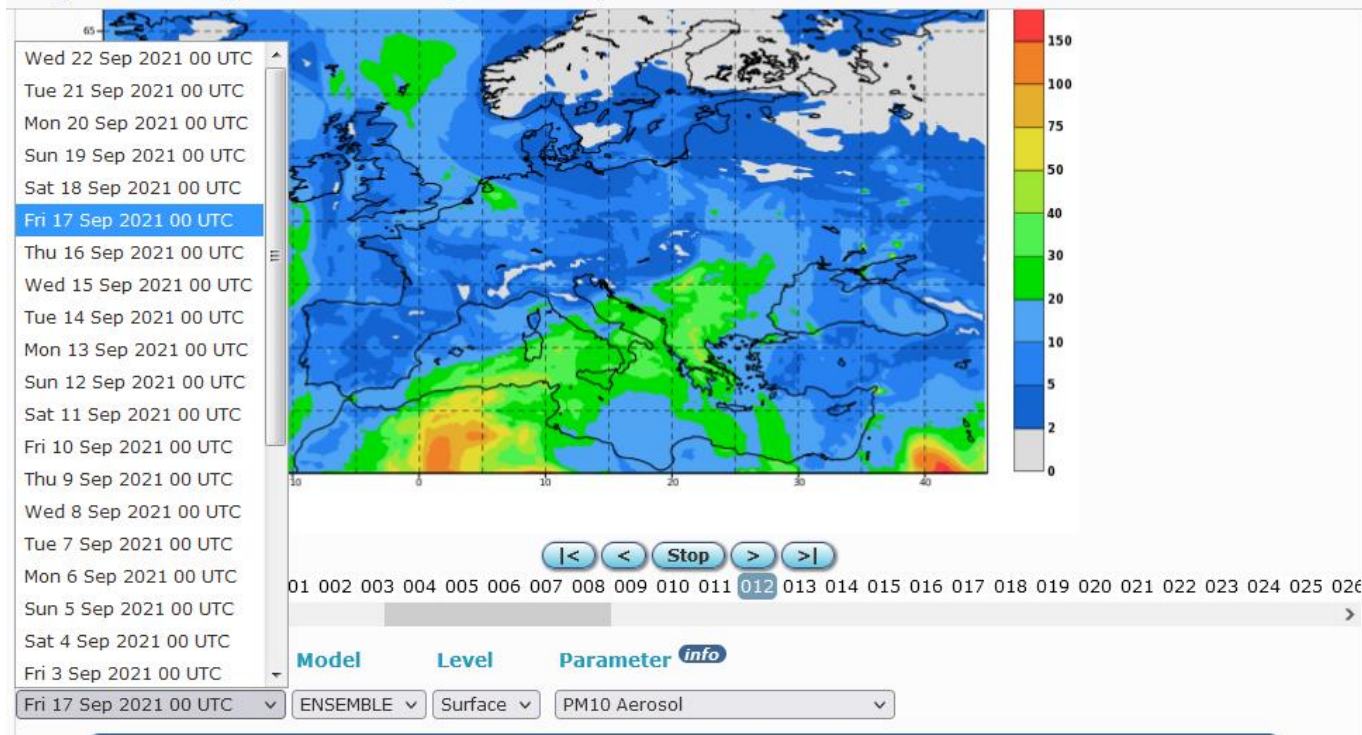 65
150
100
75
50
40
30
20
10
5
2
0
10 0 10 20 30 40
Wed 22 Sep 2021 00 UTC
Tue 21 Sep 2021 00 UTC
Mon 20 Sep 2021 00 UTC
Sun 19 Sep 2021 00 UTC
Sat 18 Sep 2021 00 UTC
Fri 17 Sep 2021 00 UTC
Thu 16 Sep 2021 00 UTC
Wed 15 Sep 2021 00 UTC
Tue 14 Sep 2021 00 UTC
Mon 13 Sep 2021 00 UTC
Sun 12 Sep 2021 00 UTC
Sat 11 Sep 2021 00 UTC
Fri 10 Sep 2021 00 UTC
Thu 9 Sep 2021 00 UTC
Wed 8 Sep 2021 00 UTC
Tue 7 Sep 2021 00 UTC
Mon 6 Sep 2021 00 UTC
Sun 5 Sep 2021 00 UTC
Sat 4 Sep 2021 00 UTC
Fri 3 Sep 2021 00 UTC
|< < Stop > >|
01 002 003 004 005 006 007 008 009 010 011 012 013 014 015 016 017 018 019 020 021 022 023 024 025 026
Model Level Parameter info
Fri 17 Sep 2021 00 UTC ENSEMBLE Surface PM10 Aerosol